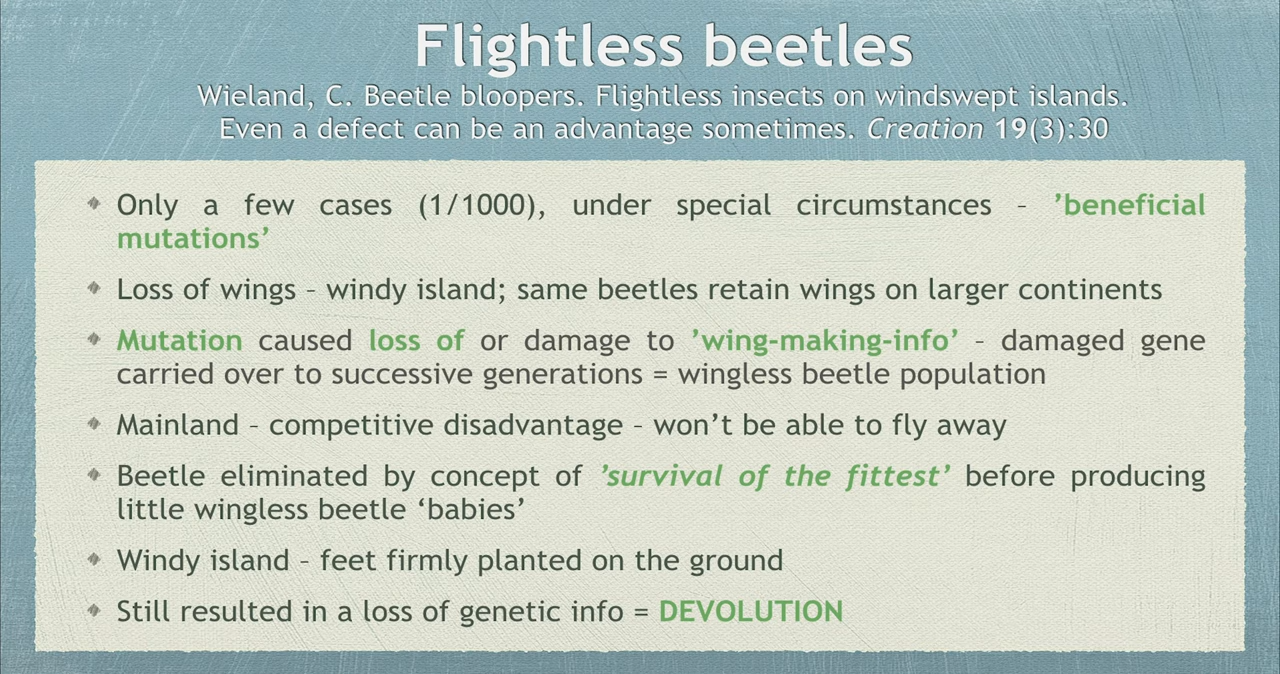 Flightless beetles
Wieland, C. Beetle bloopers. Flightless insects on windswept islands.
Even a defect can be an advantage sometimes. Creation 19(3):30
Only a few cases (1/1000), under special circumstances – ’beneficial
mutations’
Loss of wings – windy island; same beetles retain wings on larger continents
Mutation caused loss of or damage to ’wing-making-info’ – damaged gene
carried over to successive generations = wingless beetle population
Mainland – competitive disadvantage – won’t be able to fly away
Beetle eliminated by concept of ’survival of the fittest’ before producing
little wingless beetle ‘babies’
Windy island – feet firmly planted on the ground
Still resulted in a loss of genetic info = DEVOLUTION